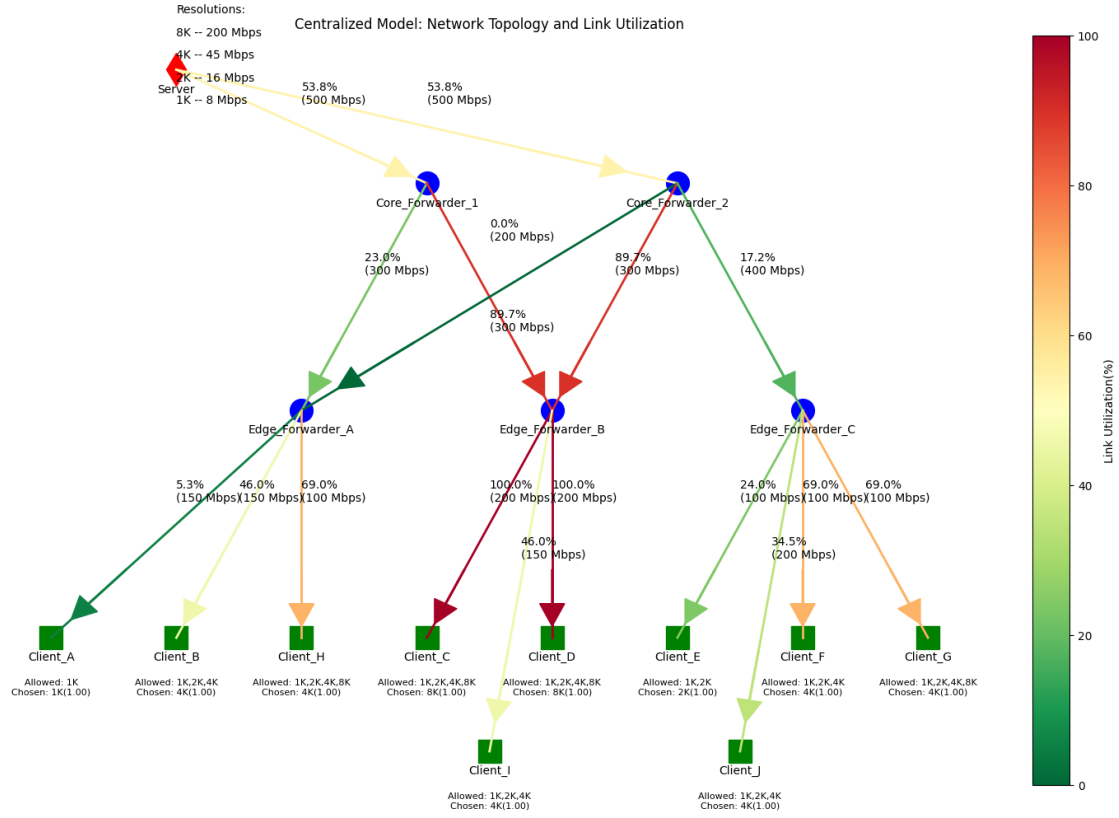 Resolutions:
Centralized Model: Network Topology and Link Utilization
8K -- 200 Mbps
4K -- 45 Mbps
2K -- 16 Mbps
Server
1K -- 8 Mbps
53.8%
(500 Mbps)
53.8%
(500 Mbps)
Core_Forwarder_1
Core_Forwarder_2
0.0%
(200 Mbps)
23.0%
(300 Mbps)
89.7%
(300 Mbps)
17.2%
(400 Mbps)
89.7%
(300 Mbps)
Edge_Forwarder_A
Edge_Forwarder_B
Edge_Forwarder_C
5.3%
(150 Mbps)
46.0%
(150 Mbps)
69.0%
(100 Mbps)
100.0%
(200 Mbps)
100.0%
(200 Mbps)
24.0%
(100 Mbps)
69.0%
(100 Mbps)
69.0%
(100 Mbps)
46.0%
(150 Mbps)
34.5%
(200 Mbps)
Client_A
Allowed: 1K
Chosen: 1K(1.00)
Client_B
Allowed: 1K,2K,4K
Chosen: 4K(1.00)
Client_H
Allowed: 1K,2K,4K,8K
Chosen: 4K(1.00)
Client_C
Allowed: 1K,2K,4K,8K
Chosen: 8K(1.00)
Client_D
Allowed: 1K,2K,4K,8K
Chosen: 8K(1.00)
Client_E
Allowed: 1K,2K
Chosen: 2K(1.00)
Client_F
Allowed: 1K,2K,4K
Chosen: 4K(1.00)
Client_G
Allowed: 1K,2K,4K,8K
Chosen: 4K(1.00)
Client_I
Allowed: 1K,2K,4K
Chosen: 4K(1.00)
Client_J
Allowed: 1K,2K,4K
Chosen: 4K(1.00)
100
80
60
40
20
0
Link Utilization(%)